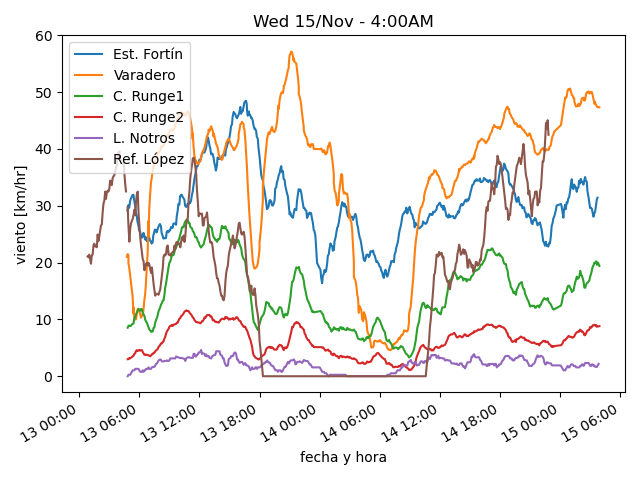 Wed 15/Nov - 4:00AM
60
50
40
30
20
10
0
viento [km/hr]
Est. Fortín
Varadero
C. Runge1
C. Runge2
L. Notros
Ref. López
13 00:00
13 06:00
13 12:00
13 18:00
14 00:00
14 06:00
14 12:00
14 18:00
15 00:00
15 06:00
fecha y hora